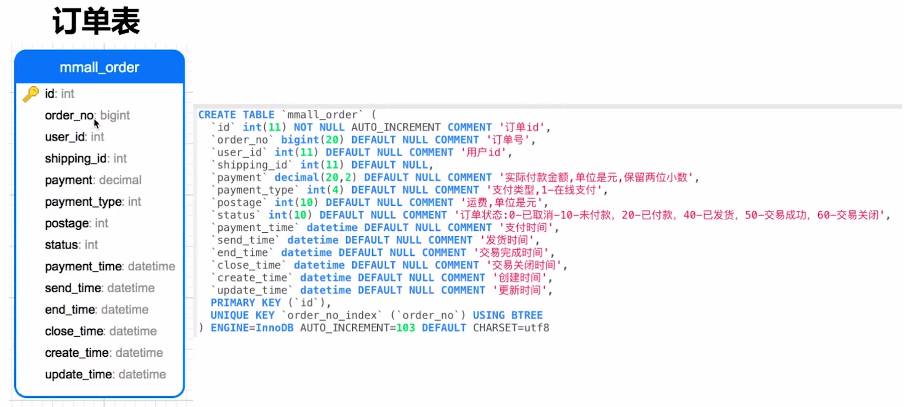 订单表
mmall_order
id: int
order_no: bigint
user_id: int
shipping_id: int
payment: decimal
payment_type: int
postage: int
status: int
payment_time: datetime
send_time: datetime
end_time: datetime
close_time: datetime
create_time: datetime
update_time: datetime
CREATE TABLE `mmall_order` (
`id` int(11) NOT NULL AUTO_INCREMENT COMMENT '订单id',
`order_no` bigint(20) DEFAULT NULL COMMENT '订单号',
`user_id` int(11) DEFAULT NULL COMMENT '用户id',
`shipping_id` int(11) DEFAULT NULL,
`payment` decimal(20,2) DEFAULT NULL COMMENT '实际付款金额,单位是元,保留两位小数',
`payment_type` int(4) DEFAULT NULL COMMENT '支付类型,1-在线支付',
`postage` int(10) DEFAULT NULL COMMENT '运费,单位是元',
`status` int(10) DEFAULT NULL COMMENT '订单状态:0-已取消-10-未付款, 20-已付款, 40-已发货, 50-交易成功, 60-交易关闭',
`payment_time` datetime DEFAULT NULL COMMENT '支付时间',
`send_time` datetime DEFAULT NULL COMMENT '发货时间',
`end_time` datetime DEFAULT NULL COMMENT '交易完成时间',
`close_time` datetime DEFAULT NULL COMMENT '交易关闭时间',
`create_time` datetime DEFAULT NULL COMMENT '创建时间',
`update_time` datetime DEFAULT NULL COMMENT '更新时间',
PRIMARY KEY (`id`),
UNIQUE KEY `order_no_index` (`order_no`) USING BTREE
) ENGINE=InnoDB AUTO_INCREMENT=103 DEFAULT CHARSET=utf8